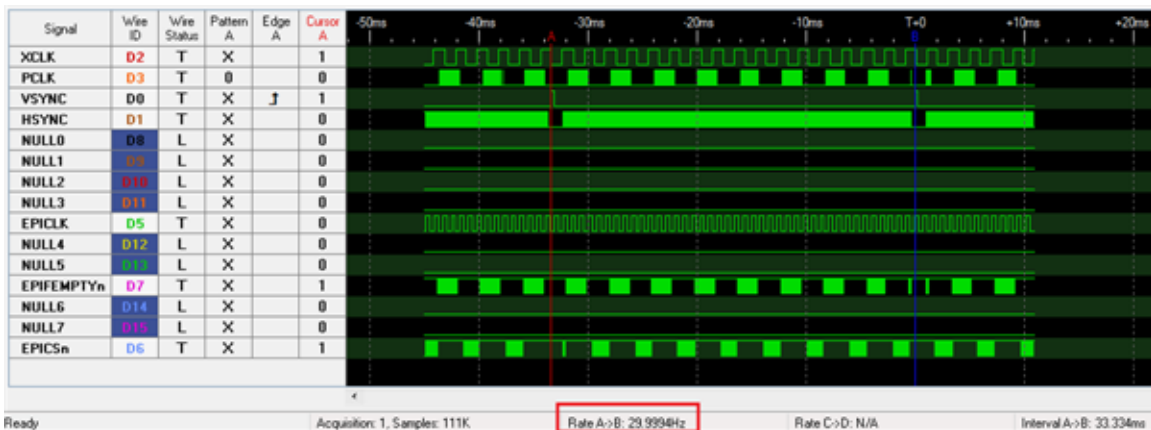 Signal Wire ID Wire Status Pattern A Edge A Cursor A -50ms -40ms -30ms -20ms -10ms T+0 +10ms +20ms
A B
XCLK D2 T X 1
PCLK D3 T 0 0
VSYNC D0 T X 1
HSYNC D1 T X 0
NULL0 D8 L X 0
NULL1 D9 L X 0
NULL2 D10 L X 0
NULL3 D11 L X 0
EPICLK D5 T X 0
NULL4 D12 L X 0
NULL5 D13 L X 0
EPIFEMPTYn D7 T X 1
NULL6 D14 L X 0
NULL7 D15 L X 0
EPICSn D6 T X 1
Ready Acquisition: 1, Samples: 111K Rate A->B: 29.9994Hz Rate C->D: N/A Interval A->B: 33.334ms